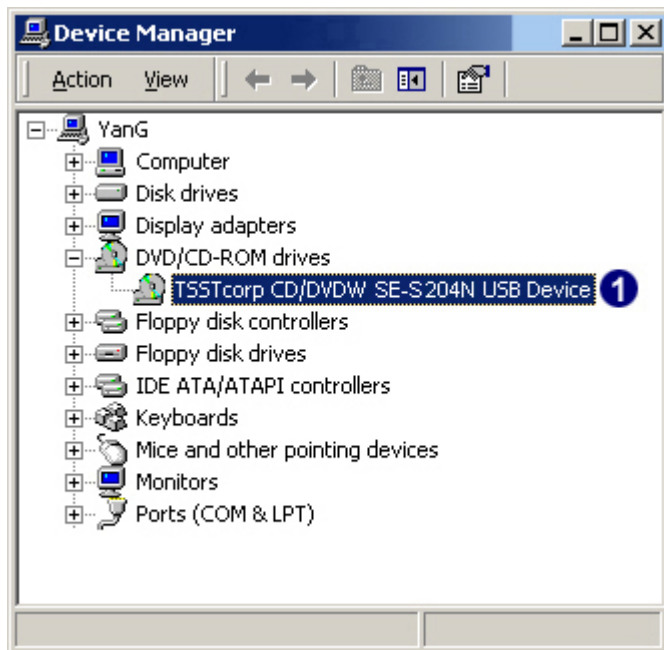 Device Manager
Action View
YanG
Computer
Disk drives
Display adapters
DVD/CD-ROM drives
TSSTcorp CD/DVDW SE-S204N USB Device 1
Floppy disk controllers
Floppy disk drives
IDE ATA/ATAPI controllers
Keyboards
Mice and other pointing devices
Monitors
Ports (COM & LPT)